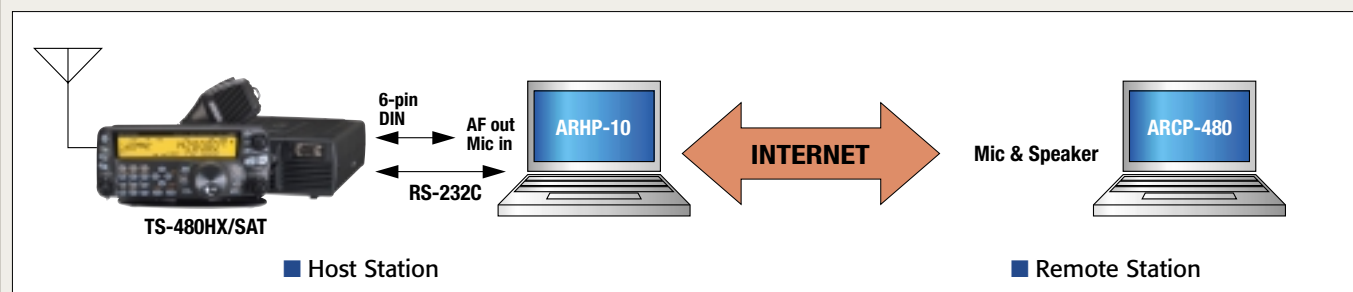 6-pin
DIN
AF out
Mic in
RS-232C
TS-480HX/SAT
ARHP-10
INTERNET
Mic & Speaker
ARCP-480
Host Station
Remote Station